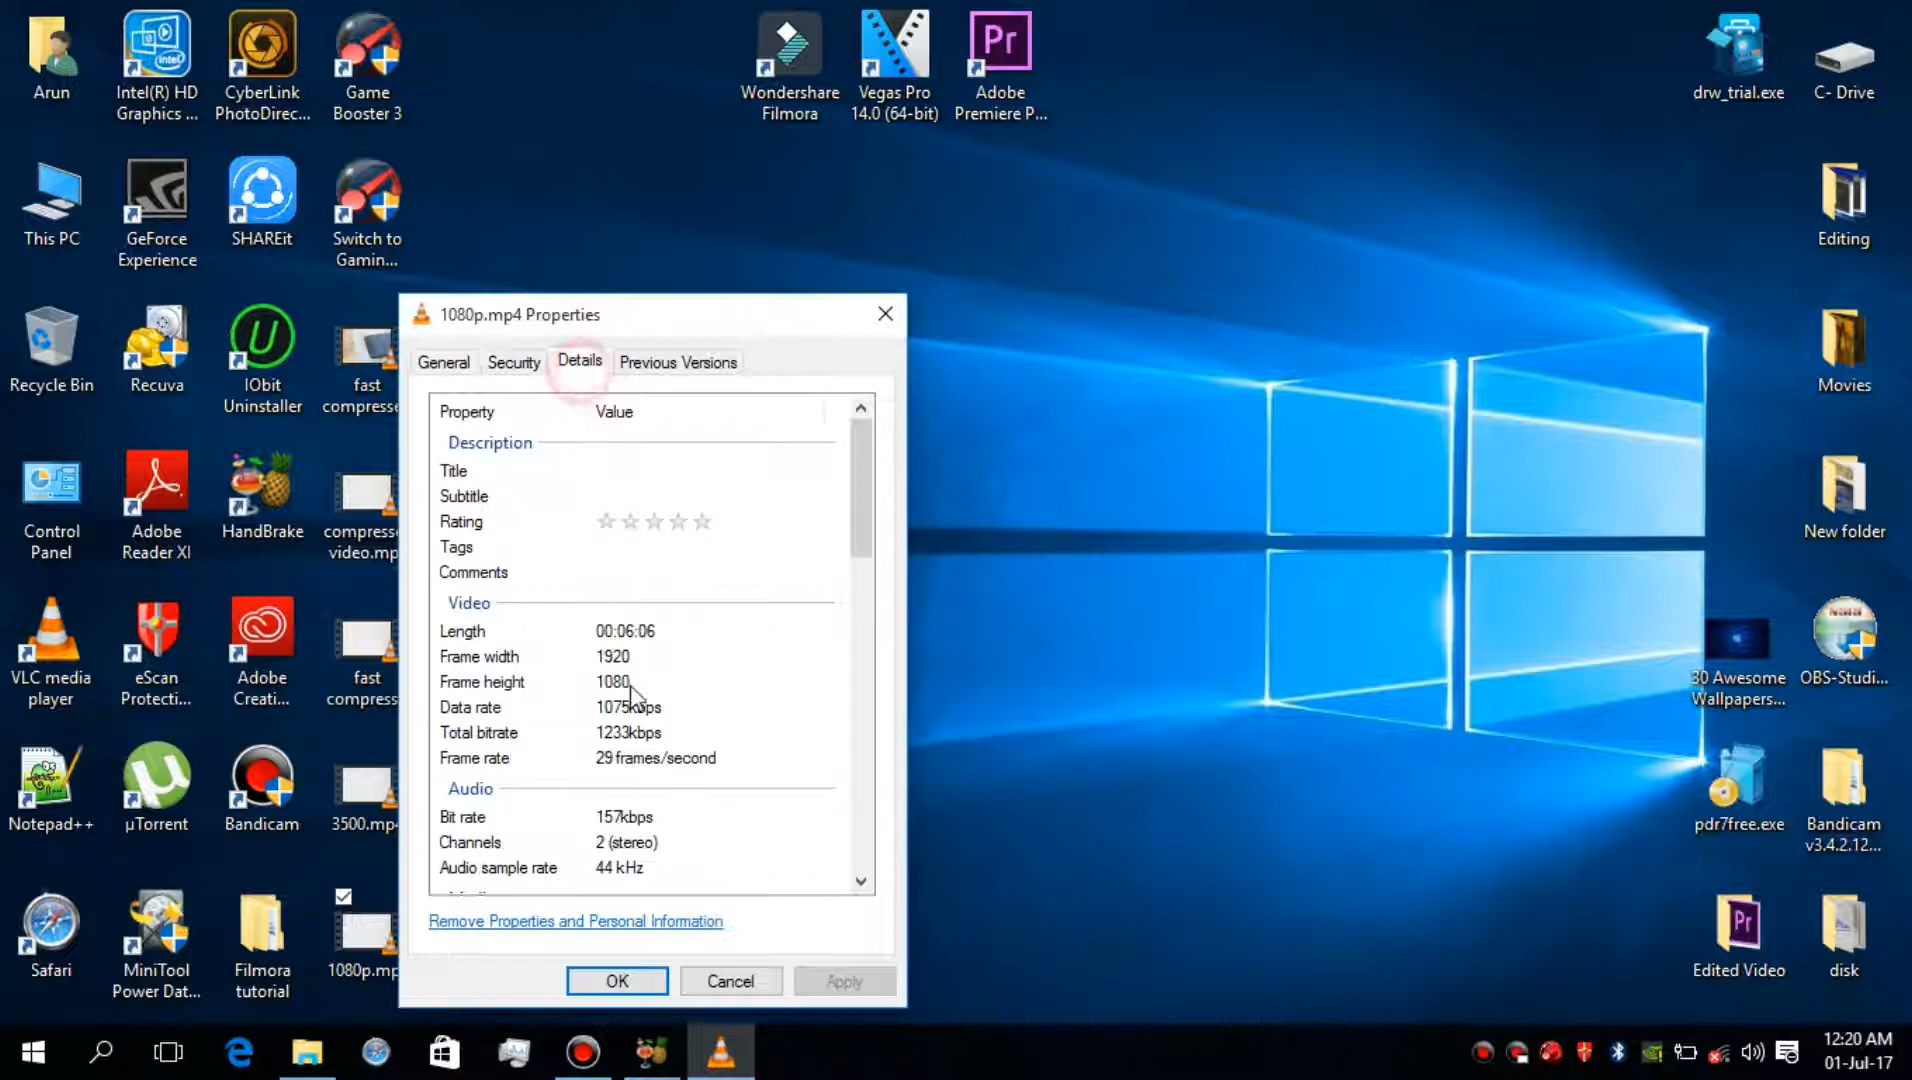 Arun
Intel(R) HD
Graphics ...
CyberLink
PhotoDirec...
Game
Booster 3
Wondershare
Filmora
Vegas Pro
14.0 (64-bit)
Pr
Adobe
Premiere P...
drw_trial.exe
C- Drive
This PC
GeForce
Experience
SHAREit
Switch to
Gamin...
Editing
Recycle Bin
Recuva
IObit
Uninstaller
fast
compresse
Movies
Control
Panel
Adobe
Reader XI
HandBrake
compresse
video.mp
New folder
VLC media
player
eScan
Protecti...
Adobe
Creati...
fast
compress
30 Awesome
Wallpapers...
OBS-Studi...
Notepad++
µTorrent
Bandicam
3500.mp4
pdr7free.exe
Bandicam
v3.4.2.12...
Safari
MiniTool
Power Dat...
Filmora
tutorial
1080p.mp
Pr
Edited Video
disk
1080p.mp4 Properties
General Security Details Previous Versions
Property Value
Description
Title
Subtitle
Rating
Tags
Comments
Video
Length 00:06:06
Frame width 1920
Frame height 1080
Data rate 1075kbps
Total bitrate 1233kbps
Frame rate 29 frames/second
Audio
Bit rate 157kbps
Channels 2 (stereo)
Audio sample rate 44 kHz
Remove Properties and Personal Information
OK Cancel Apply
12:20 AM
01-Jul-17